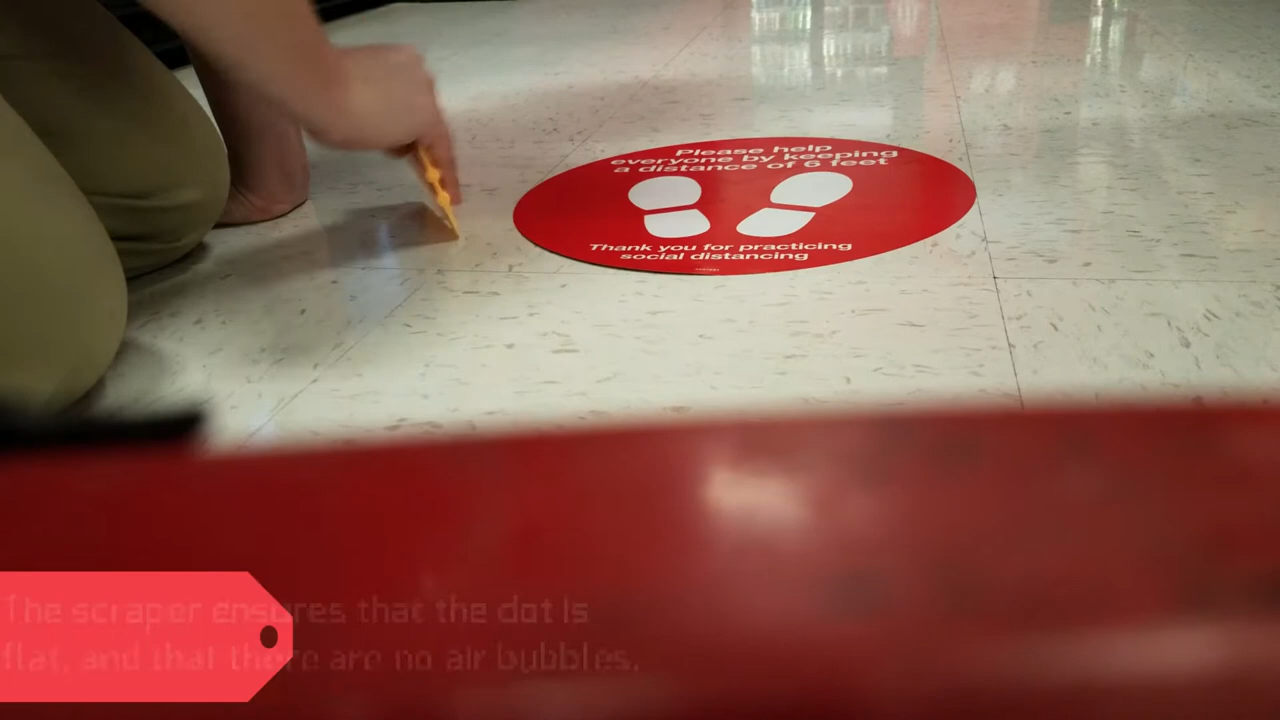 Please help
everyone by keeping
a distance of 6 feet
Thank you for practicing
social distancing
The scraper ensures that the dot is
flat, and that there are no air bubbles.